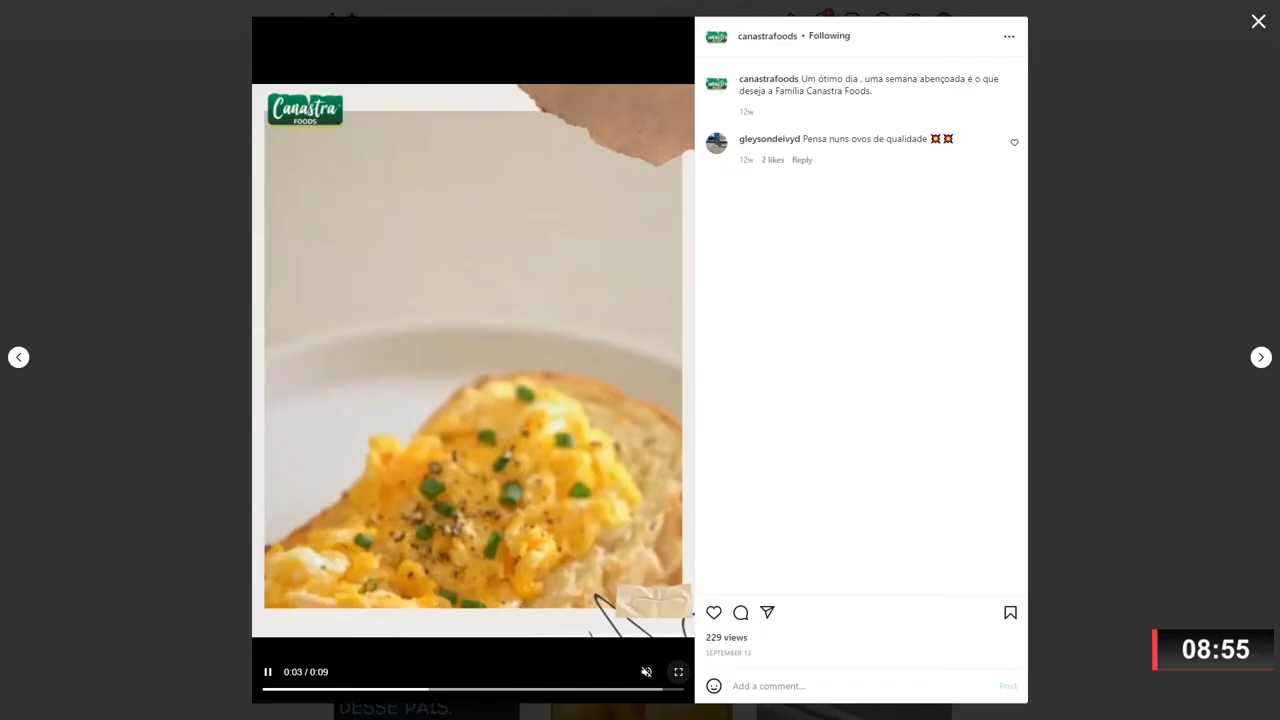 Canastra
FOODS
canastrafoods • Following
canastrafoods Um ótimo dia , uma semana abençoada é o que
deseja a Família Canastra Foods.
12w
gleysondeivyd Pensa nuns ovos de qualidade 💥💥
12w 2 likes Reply
229 views
SEPTEMBER 13
0:03 / 0:09
Add a comment... Post
08:55
DESSE PAÍS.